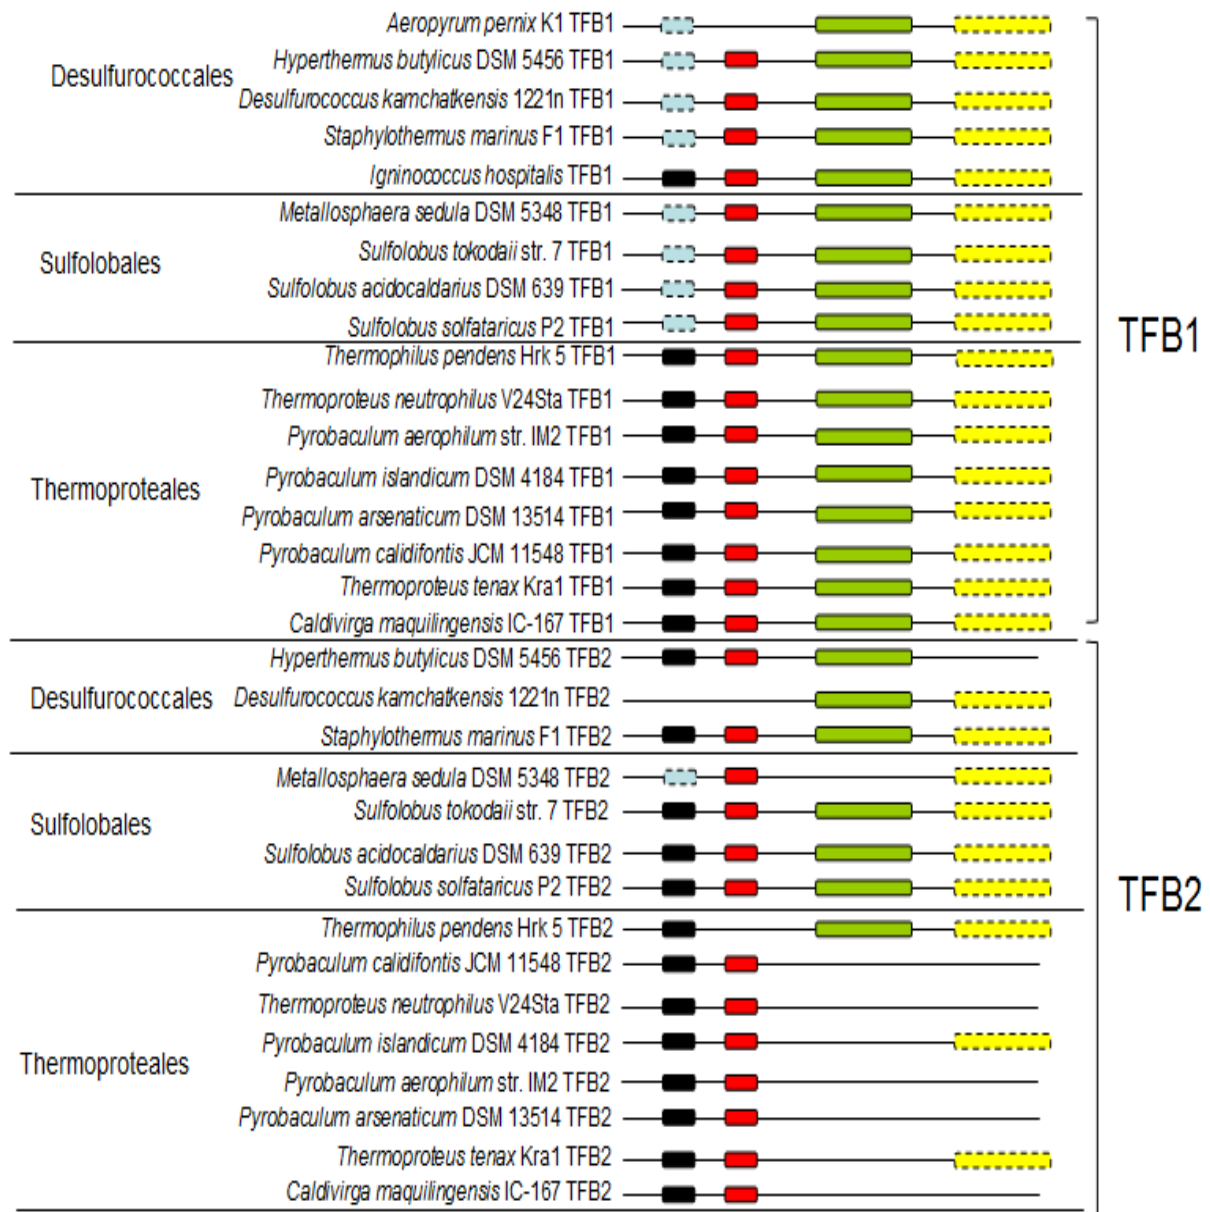 Aeropyrum pernix K1 TFB1
Hyperthermus butylicus DSM 5456 TFB1
Desulfurococcales
Desulfurococcus kamchatkensis 1221n TFB1
Staphylothermus marinus F1 TFB1
Igninococcus hospitalis TFB1
Metallosphaera sedula DSM 5348 TFB1
Sulfolobus tokodaii str. 7 TFB1
Sulfolobales
Sulfolobus acidocaldarius DSM 639 TFB1
Sulfolobus solfataricus P2 TFB1
TFB1
Thermophilus pendens Hrk 5 TFB1
Thermoproteus neutrophilus V24Sta TFB1
Pyrobaculum aerophilum str. IM2 TFB1
Pyrobaculum islandicum DSM 4184 TFB1
Thermoproteales
Pyrobaculum arsenaticum DSM 13514 TFB1
Pyrobaculum calidifontis JCM 11548 TFB1
Thermoproteus tenax Kra1 TFB1
Caldivirga maquilingensis IC-167 TFB1
Hyperthermus butylicus DSM 5456 TFB2
Desulfurococcales
Desulfurococcus kamchatkensis 1221n TFB2
Staphylothermus marinus F1 TFB2
Metallosphaera sedula DSM 5348 TFB2
Sulfolobus tokodaii str. 7 TFB2
Sulfolobales
Sulfolobus acidocaldarius DSM 639 TFB2
Sulfolobus solfataricus P2 TFB2
TFB2
Thermophilus pendens Hrk 5 TFB2
Pyrobaculum calidifontis JCM 11548 TFB2
Thermoproteus neutrophilus V24Sta TFB2
Pyrobaculum islandicum DSM 4184 TFB2
Thermoproteales
Pyrobaculum aerophilum str. IM2 TFB2
Pyrobaculum arsenaticum DSM 13514 TFB2
Thermoproteus tenax Kra1 TFB2
Caldivirga maquilingensis IC-167 TFB2